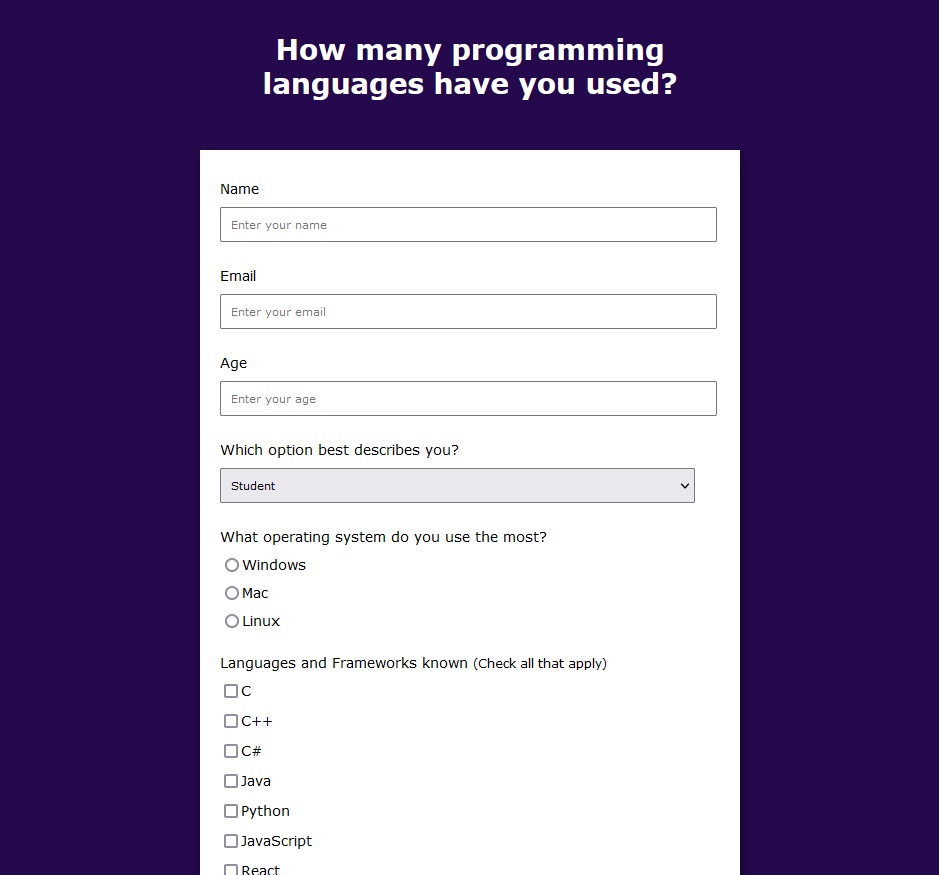 How many programming
languages have you used?
Name
Enter your name
Email
Enter your email
Age
Enter your age
Which option best describes you?
Student
What operating system do you use the most?
Windows
Mac
Linux
Languages and Frameworks known (Check all that apply)
C
C++
C#
Java
Python
JavaScript
React